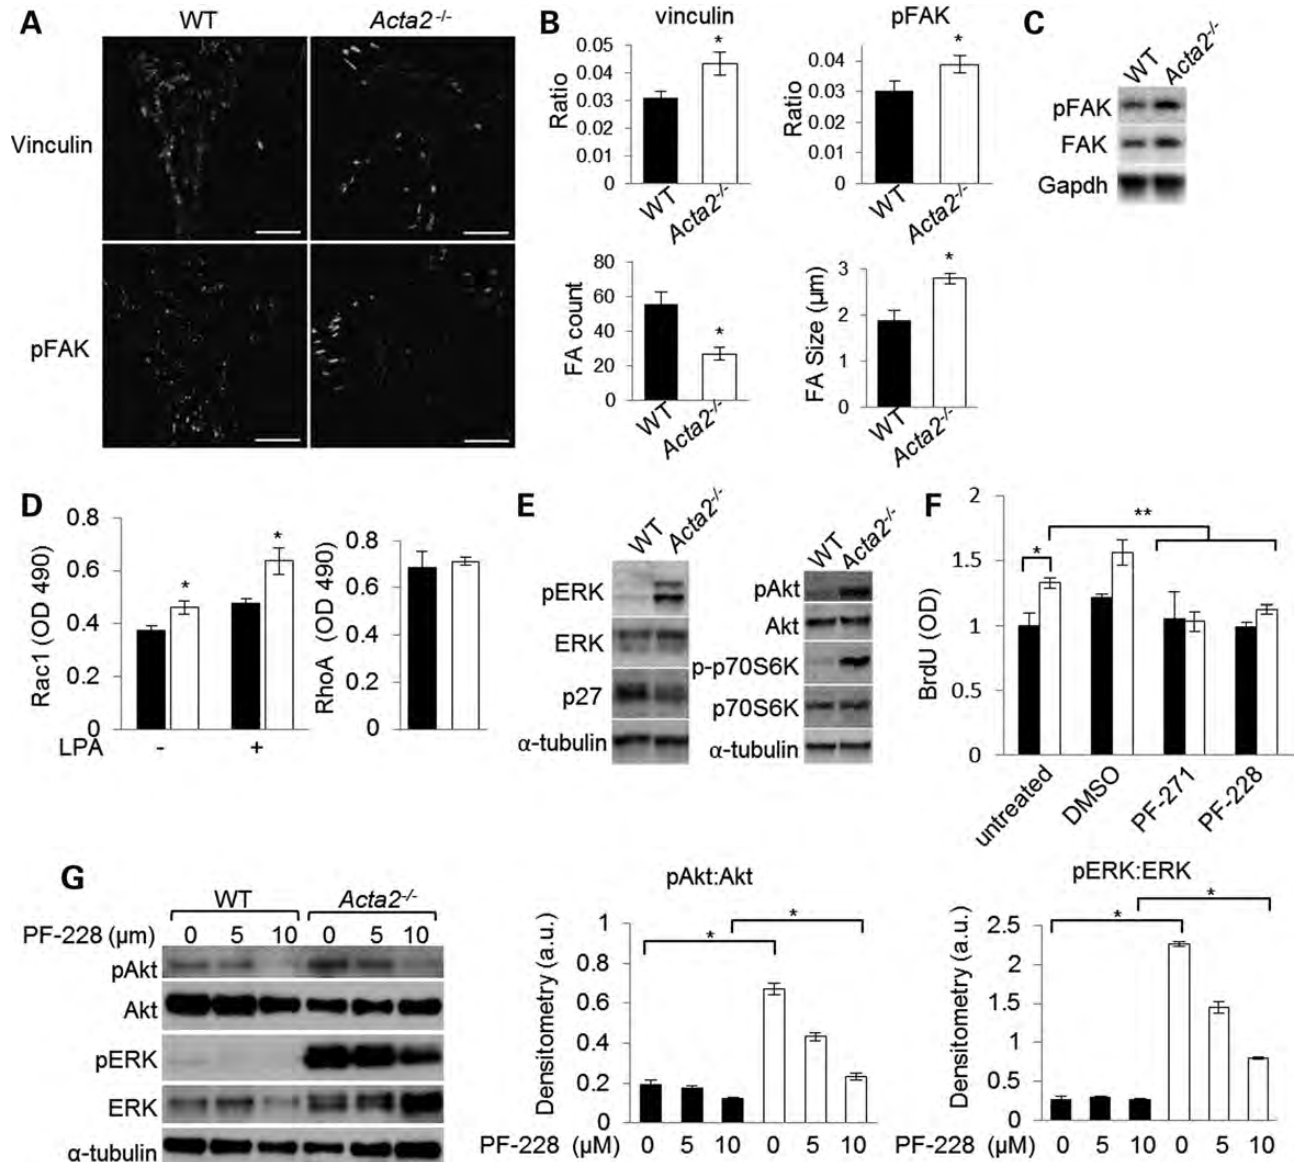 A
WT
Acta2-/-
Vinculin
pFAK
B
vinculin
pFAK
0.05
0.04
0.03
0.02
0.01
0
Ratio
*
WT
Acta2-/-
0.04
0.03
0.02
0.01
0
Ratio
*
WT
Acta2-/-
80
60
40
20
0
FA count
*
WT
Acta2-/-
3
2
1
0
FA Size (µm)
*
WT
Acta2-/-
C
WT
Acta2-/-
pFAK
FAK
Gapdh
D
0.8
0.6
0.4
0.2
0
Rac1 (OD 490)
*
*
LPA - +
0.8
0.6
0.4
0.2
0
RhoA (OD 490)
E
WT
Acta2-/-
pERK
ERK
p27
α-tubulin
WT
Acta2-/-
pAkt
Akt
p-p70S6K
p70S6K
α-tubulin
F
2
1.5
1
0.5
0
BrdU (OD)
*
**
untreated
DMSO
PF-271
PF-228
G
WT
Acta2-/-
PF-228 (µm) 0 5 10 0 5 10
pAkt
Akt
pERK
ERK
α-tubulin
pAkt:Akt
1
0.8
0.6
0.4
0.2
0
Densitometry (a.u.)
*
*
PF-228 (µM) 0 5 10 0 5 10
pERK:ERK
2.5
2
1.5
1
0.5
0
Densitometry (a.u.)
*
*
PF-228 (µM) 0 5 10 0 5 10